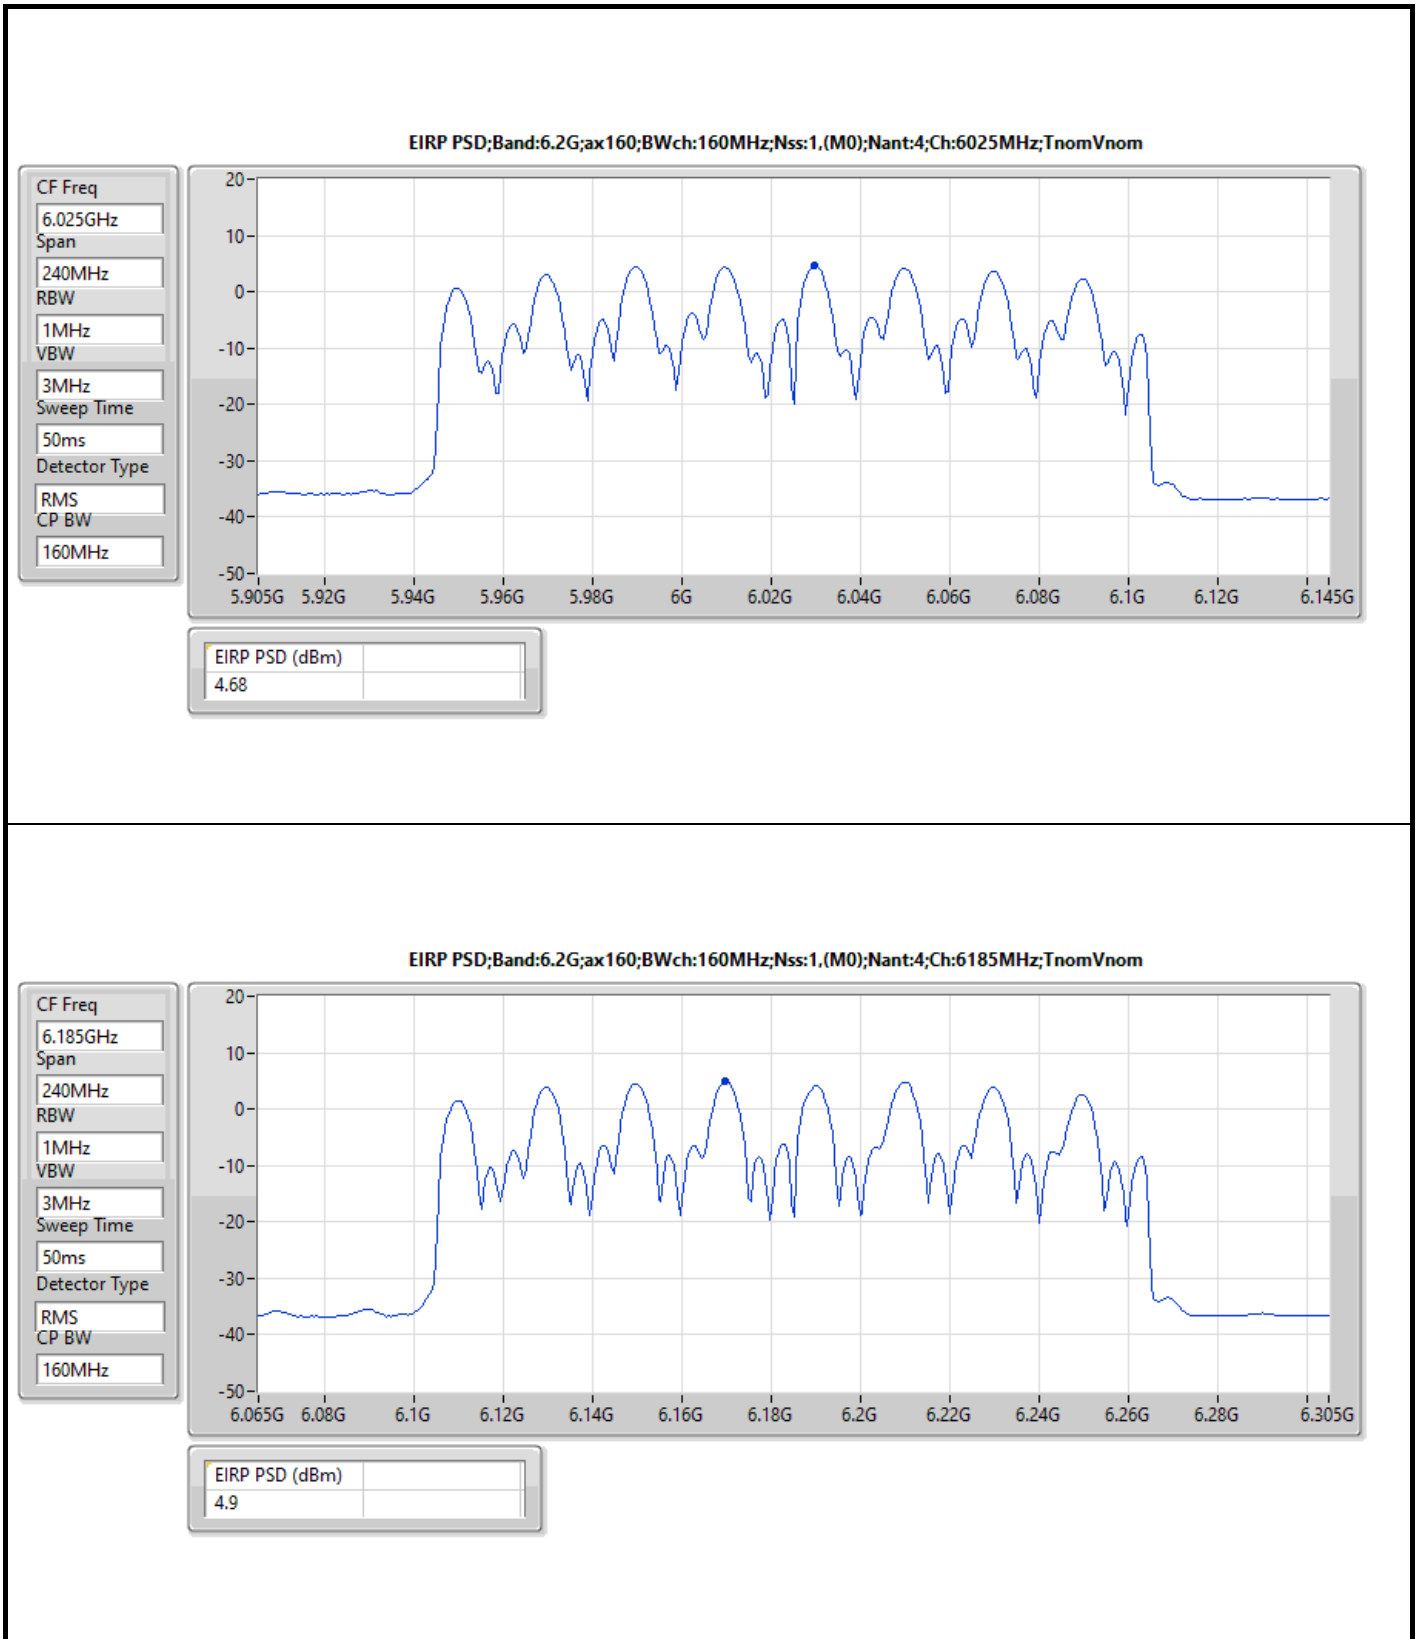 EIRP PSD;Band:6.2G;ax160;BWch:160MHz;Nss:1,(M0);Nant:4;Ch:6025MHz;TnomVnom
CF Freq
6.025GHz
Span
240MHz
RBW
1MHz
VBW
3MHz
Sweep Time
50ms
Detector Type
RMS
CP BW
160MHz
20
10
0
-10
-20
-30
-40
-50
5.905G 5.92G 5.94G 5.96G 5.98G 6G 6.02G 6.04G 6.06G 6.08G 6.1G 6.12G 6.145G
EIRP PSD (dBm)
4.68
EIRP PSD;Band:6.2G;ax160;BWch:160MHz;Nss:1,(M0);Nant:4;Ch:6185MHz;TnomVnom
CF Freq
6.185GHz
Span
240MHz
RBW
1MHz
VBW
3MHz
Sweep Time
50ms
Detector Type
RMS
CP BW
160MHz
20
10
0
-10
-20
-30
-40
-50
6.065G 6.08G 6.1G 6.12G 6.14G 6.16G 6.18G 6.2G 6.22G 6.24G 6.26G 6.28G 6.305G
EIRP PSD (dBm)
4.9